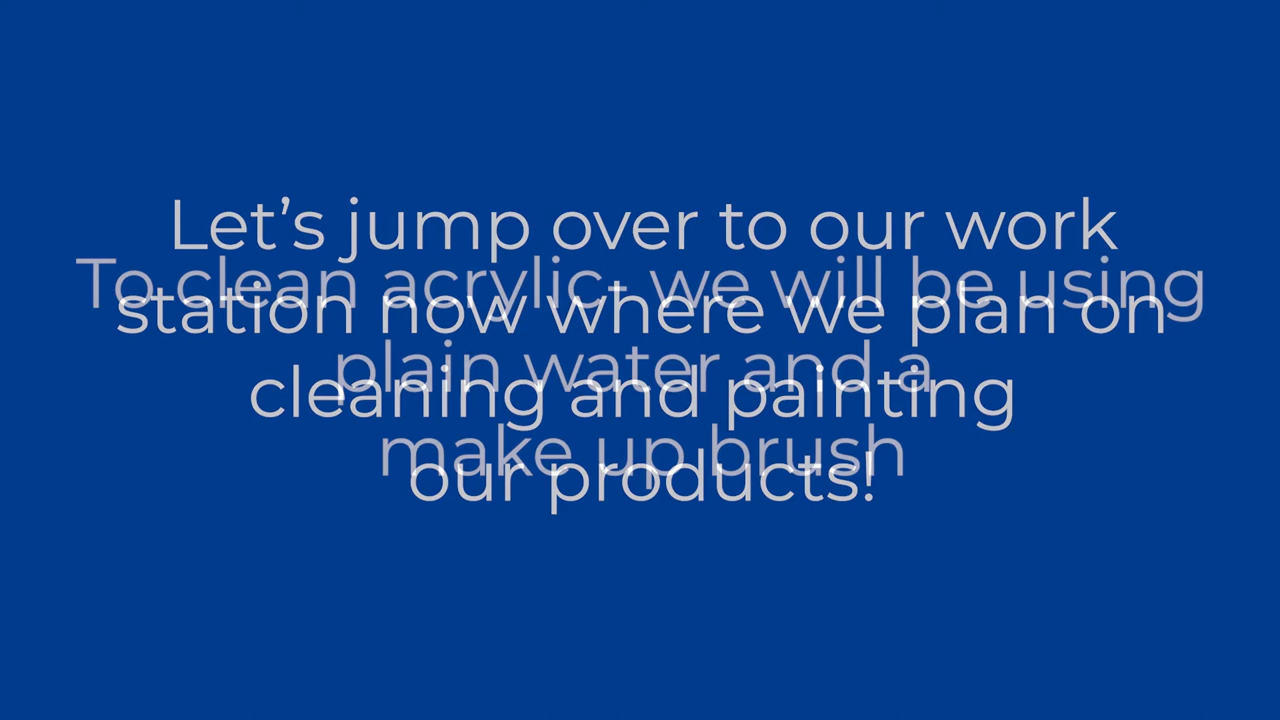 Let's jump over to our work
station now where we plan on
cleaning and painting
our products!
To clean acrylic, we will be using
plain water and a
make up brush